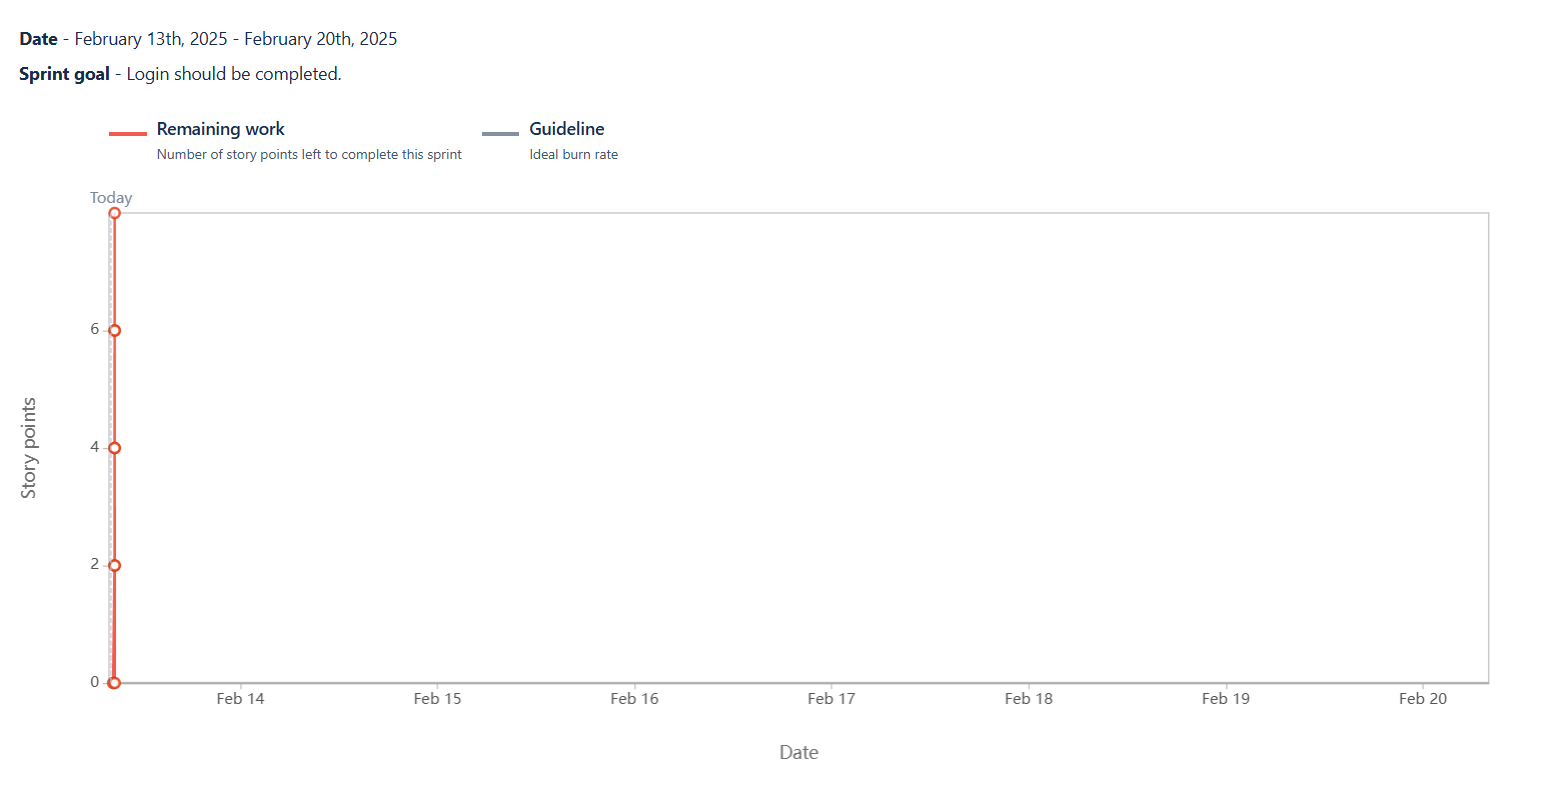 Date - February 13th, 2025 - February 20th, 2025
Sprint goal - Login should be completed.
Remaining work
Number of story points left to complete this sprint
Guideline
Ideal burn rate
Today
6
4
2
0
Story points
Feb 14
Feb 15
Feb 16
Feb 17
Feb 18
Feb 19
Feb 20
Date